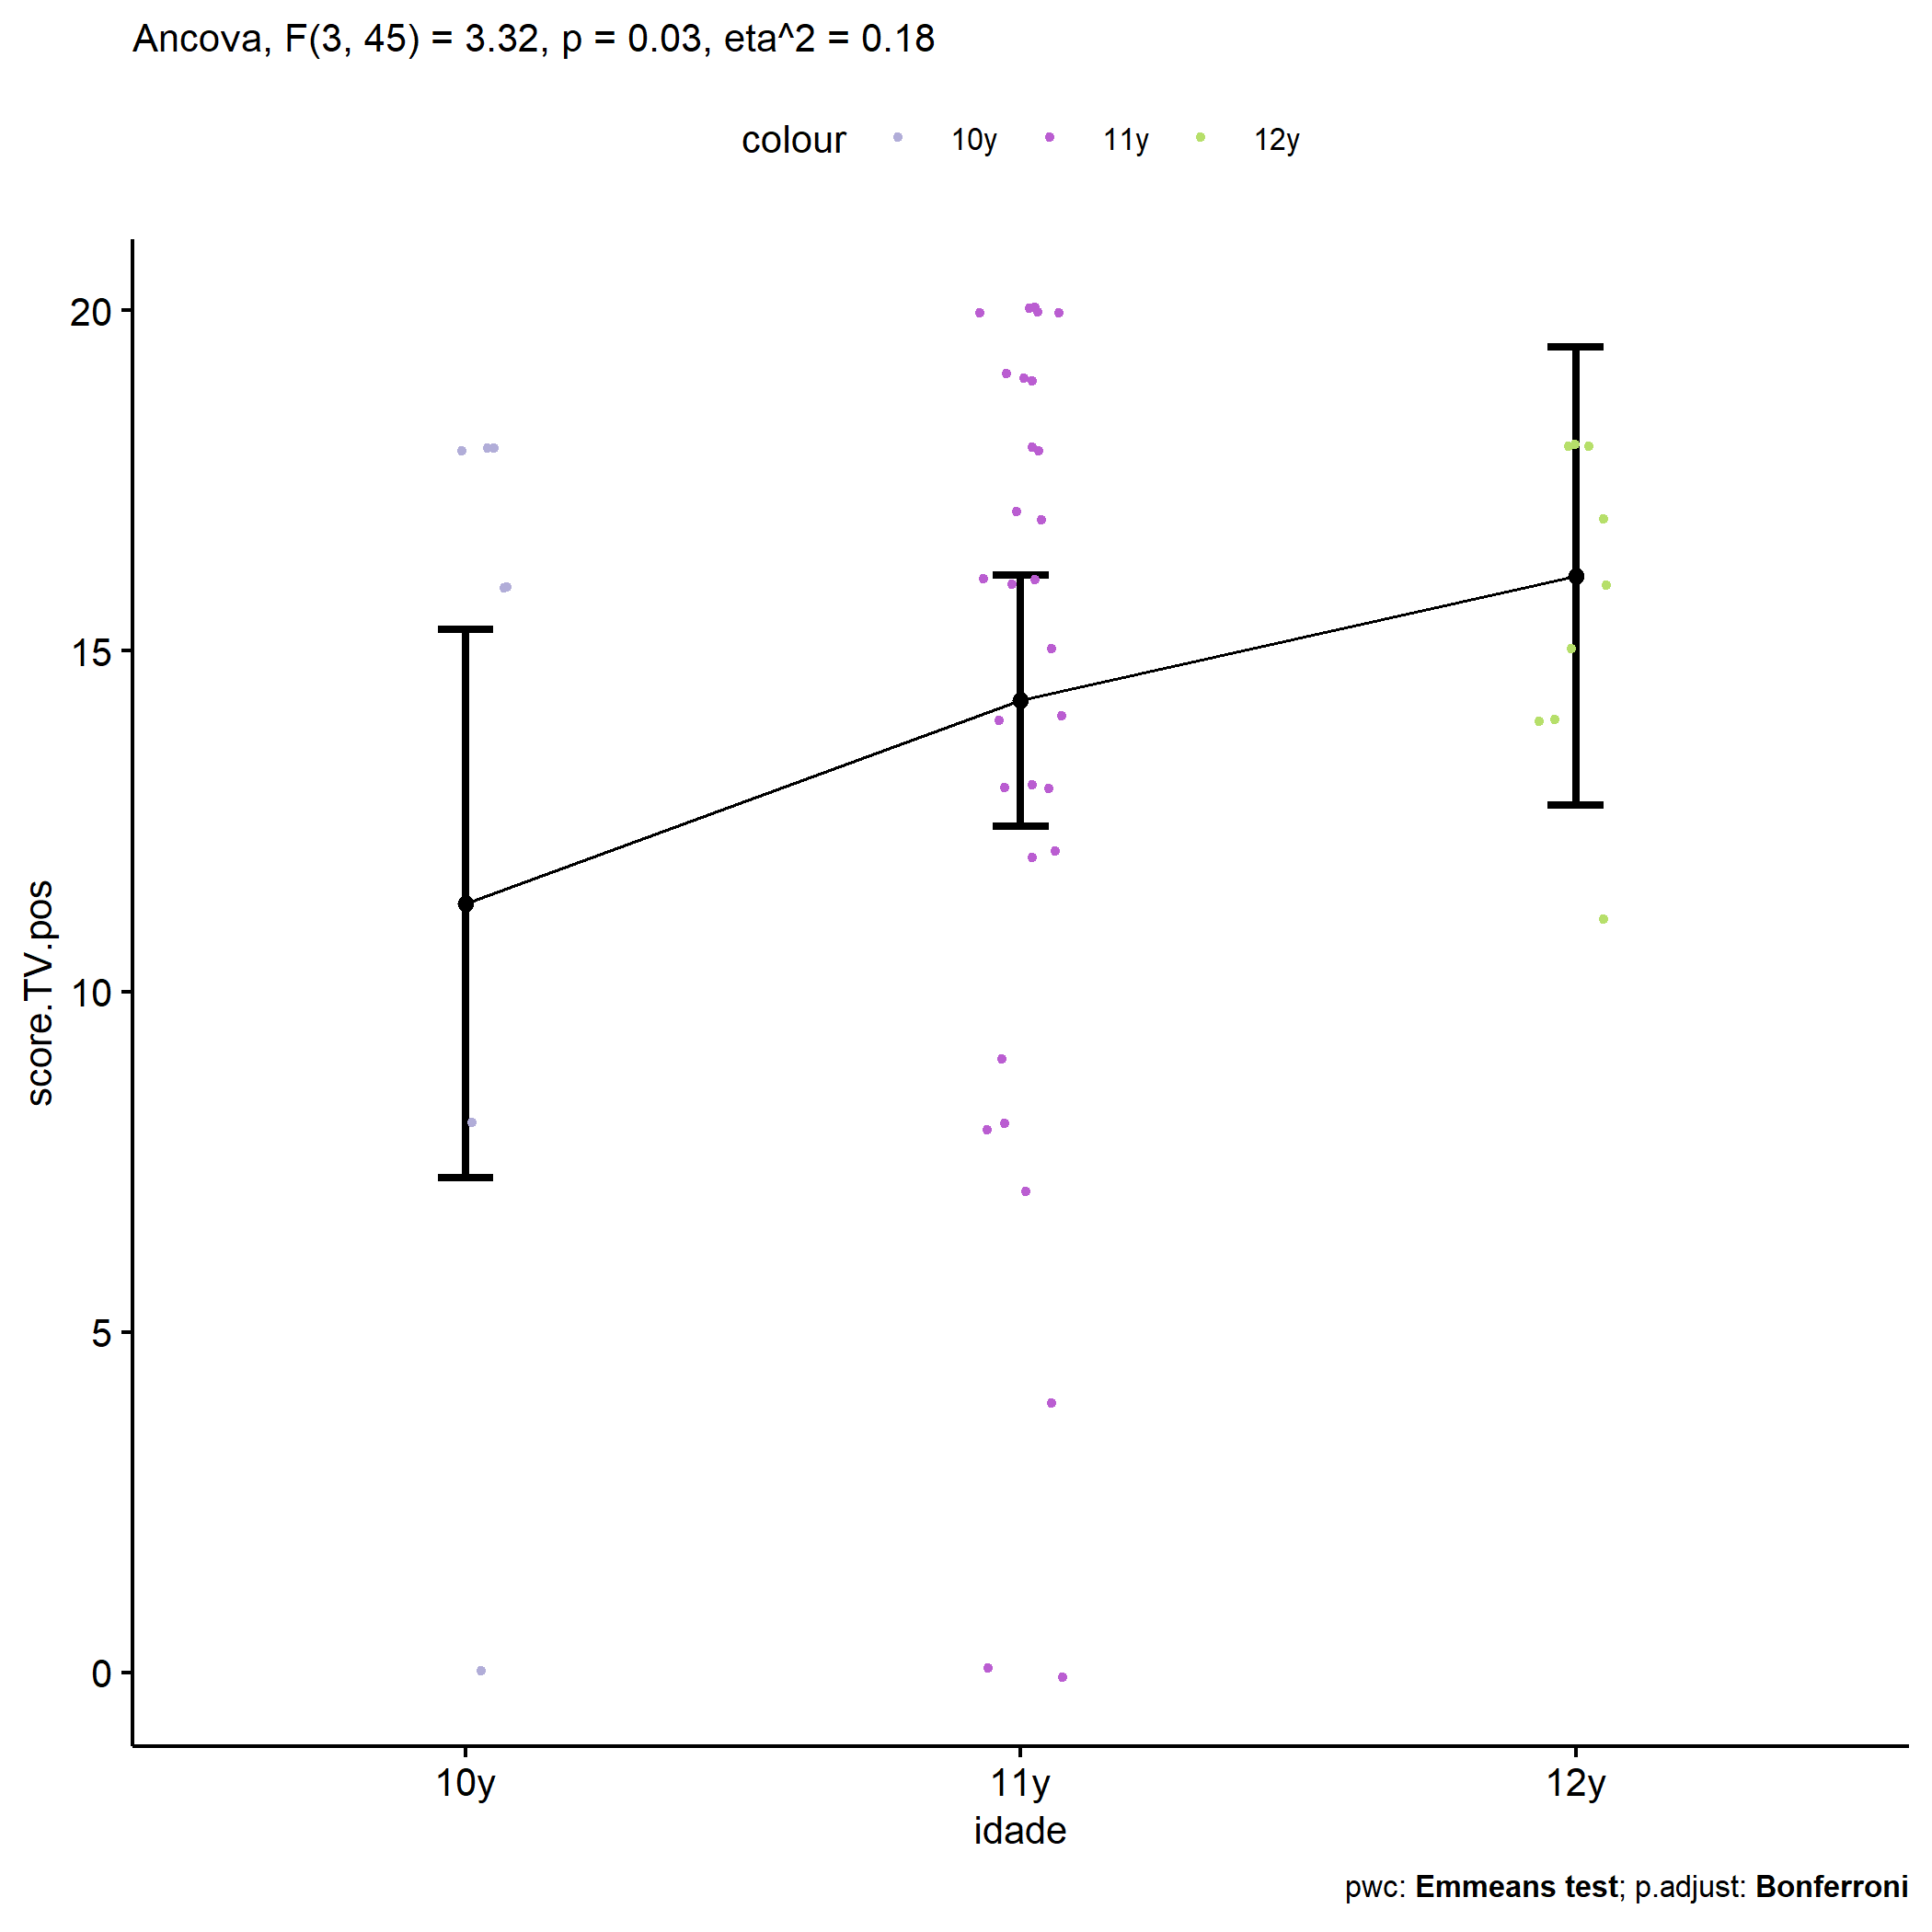 Ancova, F(3, 45) = 3.32, p = 0.03, eta^2 = 0.18
colour 10y 11y 12y
20
15
10
5
0
score.TV.pos
10y 11y 12y
idade
pwc: Emmeans test; p.adjust: Bonferroni